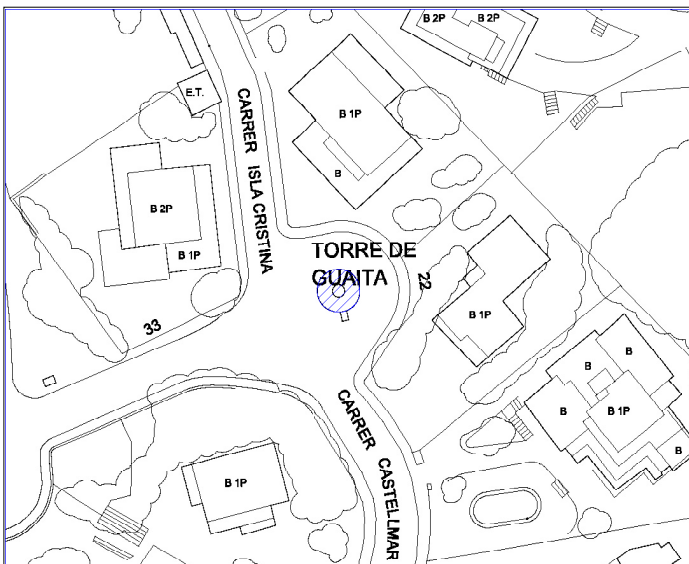 B 2P
B 2P
E.T.
CARRER ISLA CRISTINA
B 1P
B
B 2P
B 1P
TORRE DE
GUAITA
22
33
B 1P
B
B
B
B 1P
B
CARRER CASTELLMAR
B 1P